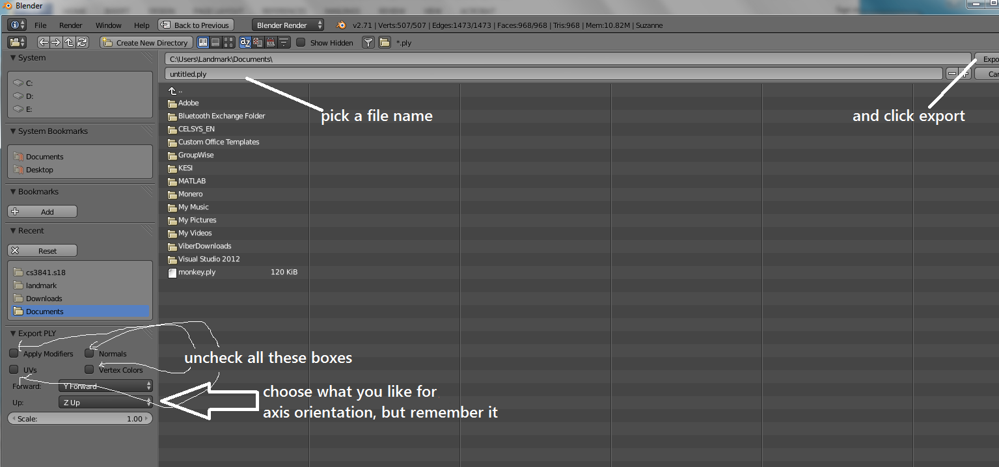 Blender
File Render Window Help Back to Previous Blender Render v2.71 | Verts:507/507 | Edges:1473/1473 | Faces:968/968 | Tris:968 | Mem:10.82M | Suzanne
Create New Directory Show Hidden *.ply
System
C:
D:
E:
System Bookmarks
Documents
Desktop
Bookmarks
Add
Recent
Reset
cs3841.s18
landmark
Downloads
Documents
Export PLY
Apply Modifiers Normals
UVs Vertex Colors
Forward: Y Forward
Up: Z Up
Scale: 1.00
C:\Users\Landmark\Documents\ Expo
untitled.ply Can
..
Adobe
Bluetooth Exchange Folder
CELSYS_EN
Custom Office Templates
GroupWise
KESI
MATLAB
Monero
My Music
My Pictures
My Videos
ViberDownloads
Visual Studio 2012
monkey.ply 120 KiB
pick a file name
and click export
uncheck all these boxes
choose what you like for
axis orientation, but remember it